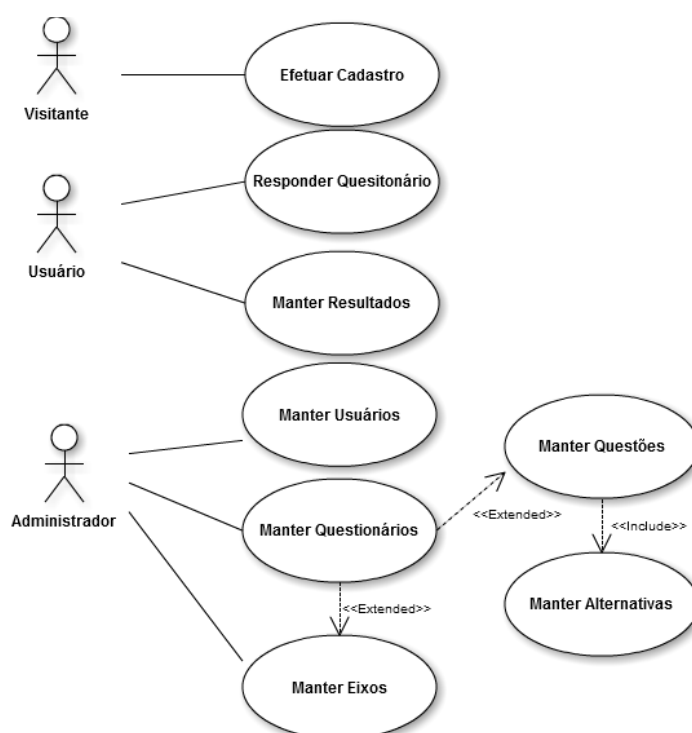 Visitante
Efetuar Cadastro
Responder Quesitonário
Usuário
Manter Resultados
Manter Usuários
Administrador
Manter Questionários
<<Extended>>
Manter Questões
<<Include>>
Manter Alternativas
<<Extended>>
Manter Eixos